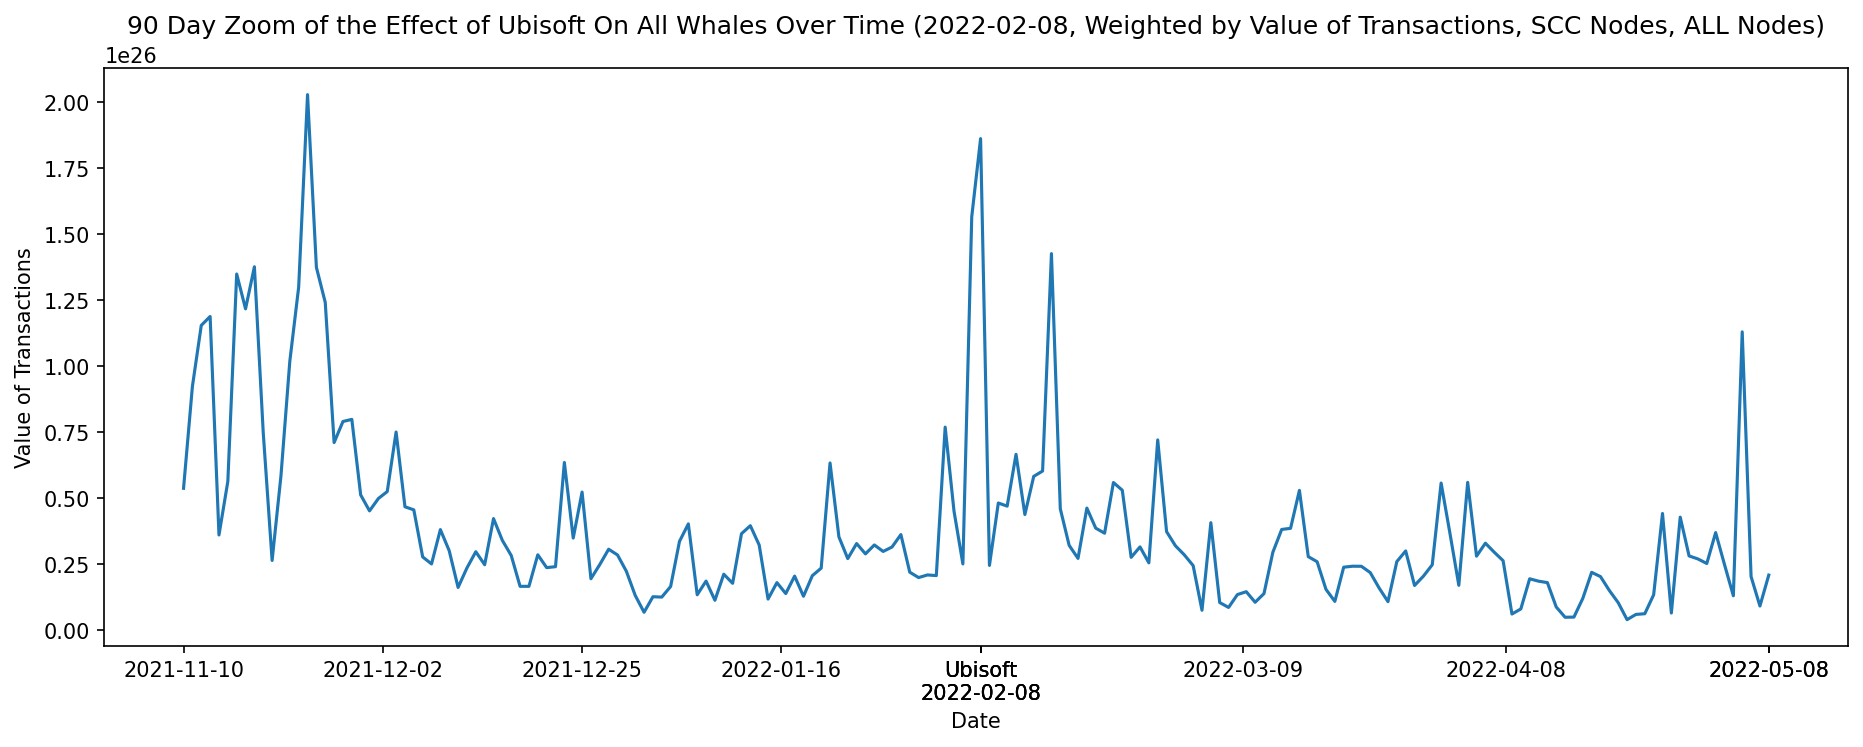 90 Day Zoom of the Effect of Ubisoft On All Whales Over Time (2022-02-08, Weighted by Value of Transactions, SCC Nodes, ALL Nodes)
1e26
2.00
1.75
1.50
1.25
1.00
0.75
0.50
0.25
0.00
Value of Transactions
2021-11-10 2021-12-02 2021-12-25 2022-01-16 Ubisoft 2022-03-09 2022-04-08 2022-05-08
2022-02-08
Date